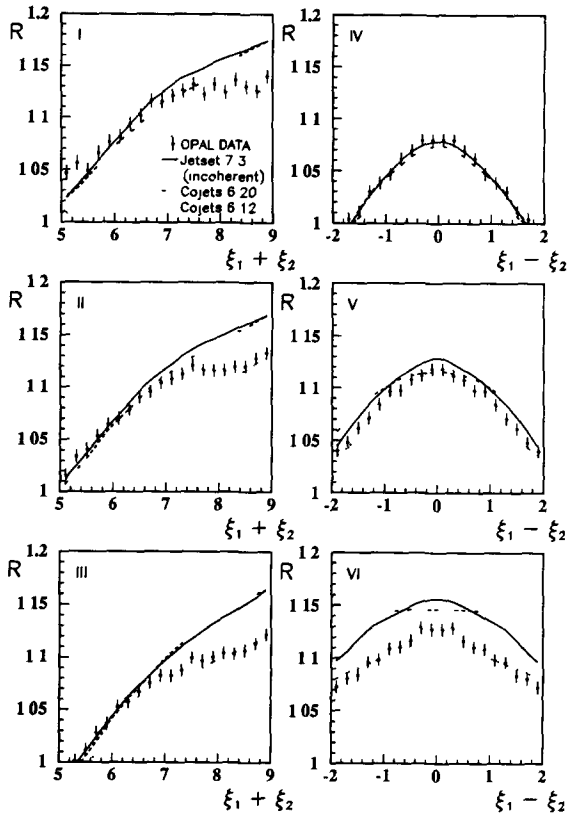 R
I
1.2
1 15
1 1
1 05
1
OPAL DATA
Jetset 7 3
(incoherent)
Cojets 6 20
Cojets 6 12
5 6 7 8 9
ξ1 + ξ2
R
IV
1.2
1 15
1 1
1 05
1
-2 -1 0 1 2
ξ1 − ξ2
R
II
1.2
1 15
1 1
1 05
1
5 6 7 8 9
ξ1 + ξ2
R
V
1.2
1 15
1 1
1 05
1
-2 -1 0 1 2
ξ1 − ξ2
R
III
1.2
1 15
1 1
1 05
1
5 6 7 8 9
ξ1 + ξ2
R
VI
1.2
1 15
1 1
1 05
1
-2 -1 0 1 2
ξ1 − ξ2